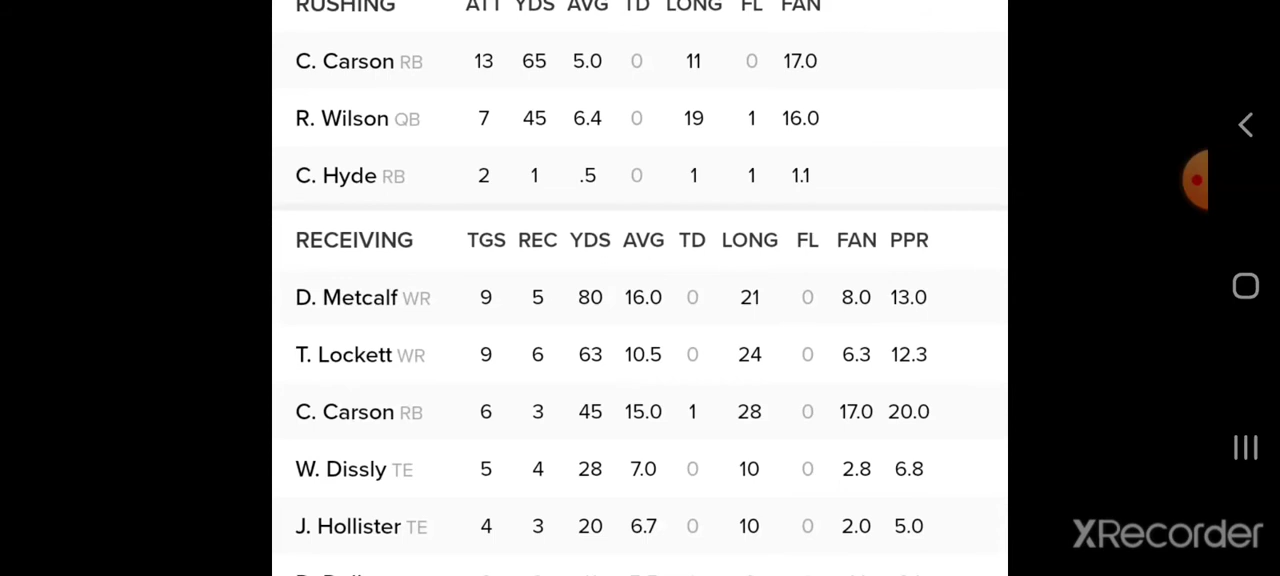 RUSHING ATT YDS AVG TD LONG FL FAN
C. Carson RB 13 65 5.0 0 11 0 17.0
R. Wilson QB 7 45 6.4 0 19 1 16.0
C. Hyde RB 2 1 .5 0 1 1 1.1
RECEIVING TGS REC YDS AVG TD LONG FL FAN PPR
D. Metcalf WR 9 5 80 16.0 0 21 0 8.0 13.0
T. Lockett WR 9 6 63 10.5 0 24 0 6.3 12.3
C. Carson RB 6 3 45 15.0 1 28 0 17.0 20.0
W. Dissly TE 5 4 28 7.0 0 10 0 2.8 6.8
J. Hollister TE 4 3 20 6.7 0 10 0 2.0 5.0
XRecorder